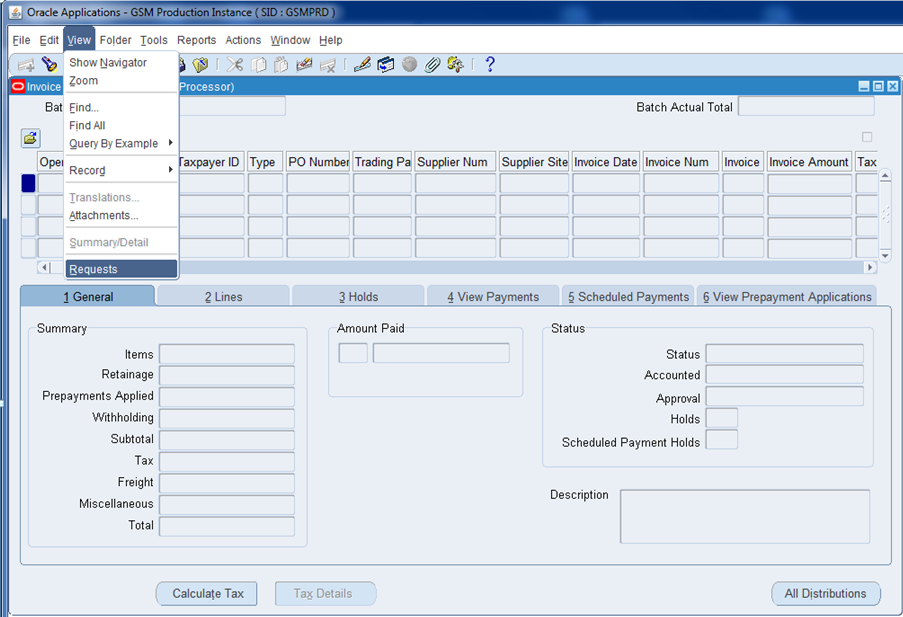 Oracle Applications - GSM Production Instance ( SID : GSMPRD )
File Edit View Folder Tools Reports Actions Window Help
Show Navigator
Zoom
Find...
Find All
Query By Example
Record
Translations...
Attachments...
Summary/Detail
Requests
Invoice Processor)
Batch Actual Total
Taxpayer ID Type PO Number Trading Pa Supplier Num Supplier Site Invoice Date Invoice Num Invoice Invoice Amount Tax
1 General 2 Lines 3 Holds 4 View Payments 5 Scheduled Payments 6 View Prepayment Applications
Summary
Items
Retainage
Prepayments Applied
Withholding
Subtotal
Tax
Freight
Miscellaneous
Total
Amount Paid
Status
Status
Accounted
Approval
Holds
Scheduled Payment Holds
Description
Calculate Tax Tax Details All Distributions